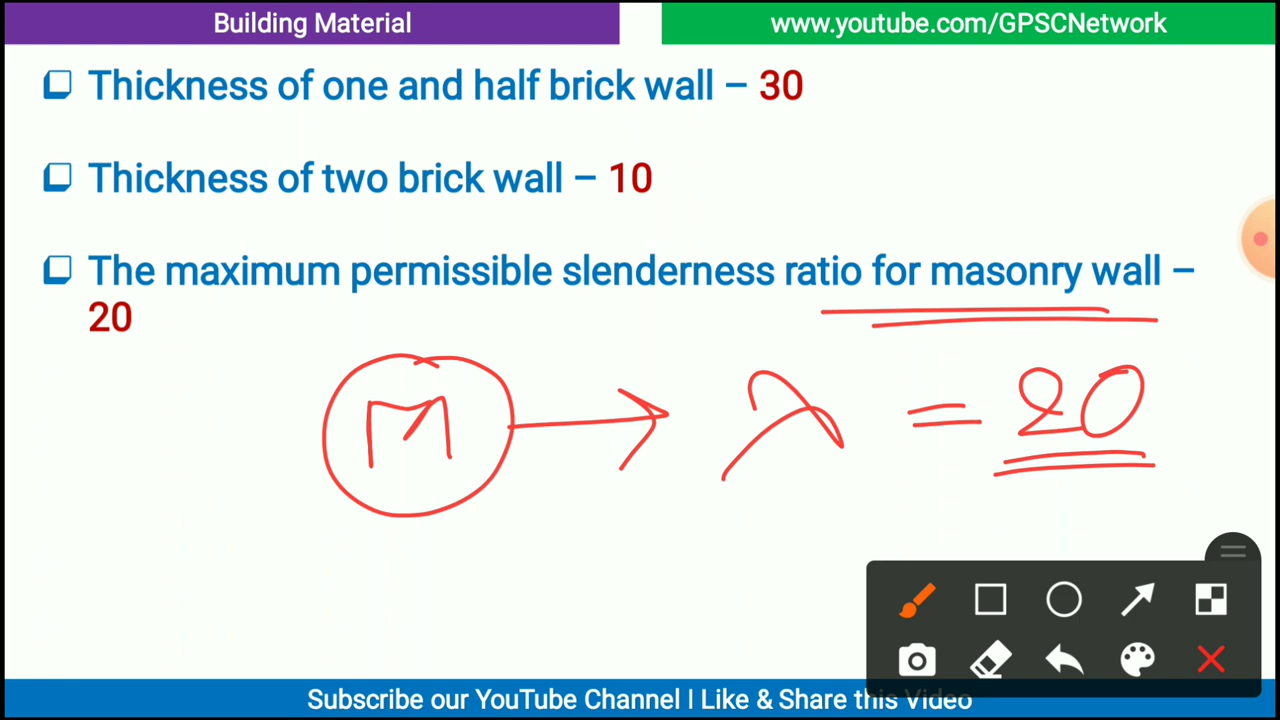 Building Material
www.youtube.com/GPSCNetwork
Thickness of one and half brick wall – 30
Thickness of two brick wall – 10
The maximum permissible slenderness ratio for masonry wall –
20
M → λ = 20
Subscribe our YouTube Channel I Like & Share this Video